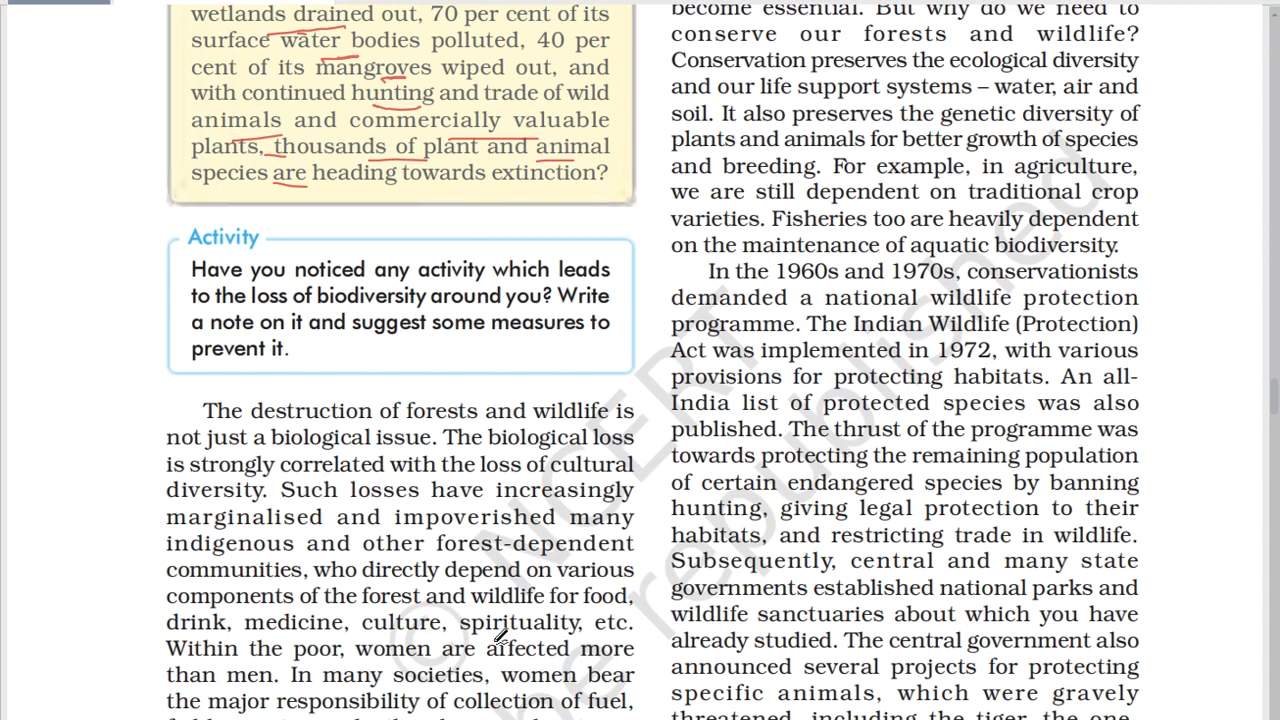 wetlands drained out, 70 per cent of its
surface water bodies polluted, 40 per
cent of its mangroves wiped out, and
with continued hunting and trade of wild
animals and commercially valuable
plants, thousands of plant and animal
species are heading towards extinction?
Activity
Have you noticed any activity which leads
to the loss of biodiversity around you? Write
a note on it and suggest some measures to
prevent it.
The destruction of forests and wildlife is
not just a biological issue. The biological loss
is strongly correlated with the loss of cultural
diversity. Such losses have increasingly
marginalised and impoverished many
indigenous and other forest-dependent
communities, who directly depend on various
components of the forest and wildlife for food,
drink, medicine, culture, spirituality, etc.
Within the poor, women are affected more
than men. In many societies, women bear
the major responsibility of collection of fuel,
become essential. But why do we need to
conserve our forests and wildlife?
Conservation preserves the ecological diversity
and our life support systems – water, air and
soil. It also preserves the genetic diversity of
plants and animals for better growth of species
and breeding. For example, in agriculture,
we are still dependent on traditional crop
varieties. Fisheries too are heavily dependent
on the maintenance of aquatic biodiversity.
In the 1960s and 1970s, conservationists
demanded a national wildlife protection
programme. The Indian Wildlife (Protection)
Act was implemented in 1972, with various
provisions for protecting habitats. An all-
India list of protected species was also
published. The thrust of the programme was
towards protecting the remaining population
of certain endangered species by banning
hunting, giving legal protection to their
habitats, and restricting trade in wildlife.
Subsequently, central and many state
governments established national parks and
wildlife sanctuaries about which you have
already studied. The central government also
announced several projects for protecting
specific animals, which were gravely
threatened, including the tiger, the one-
© NCERT
be republished